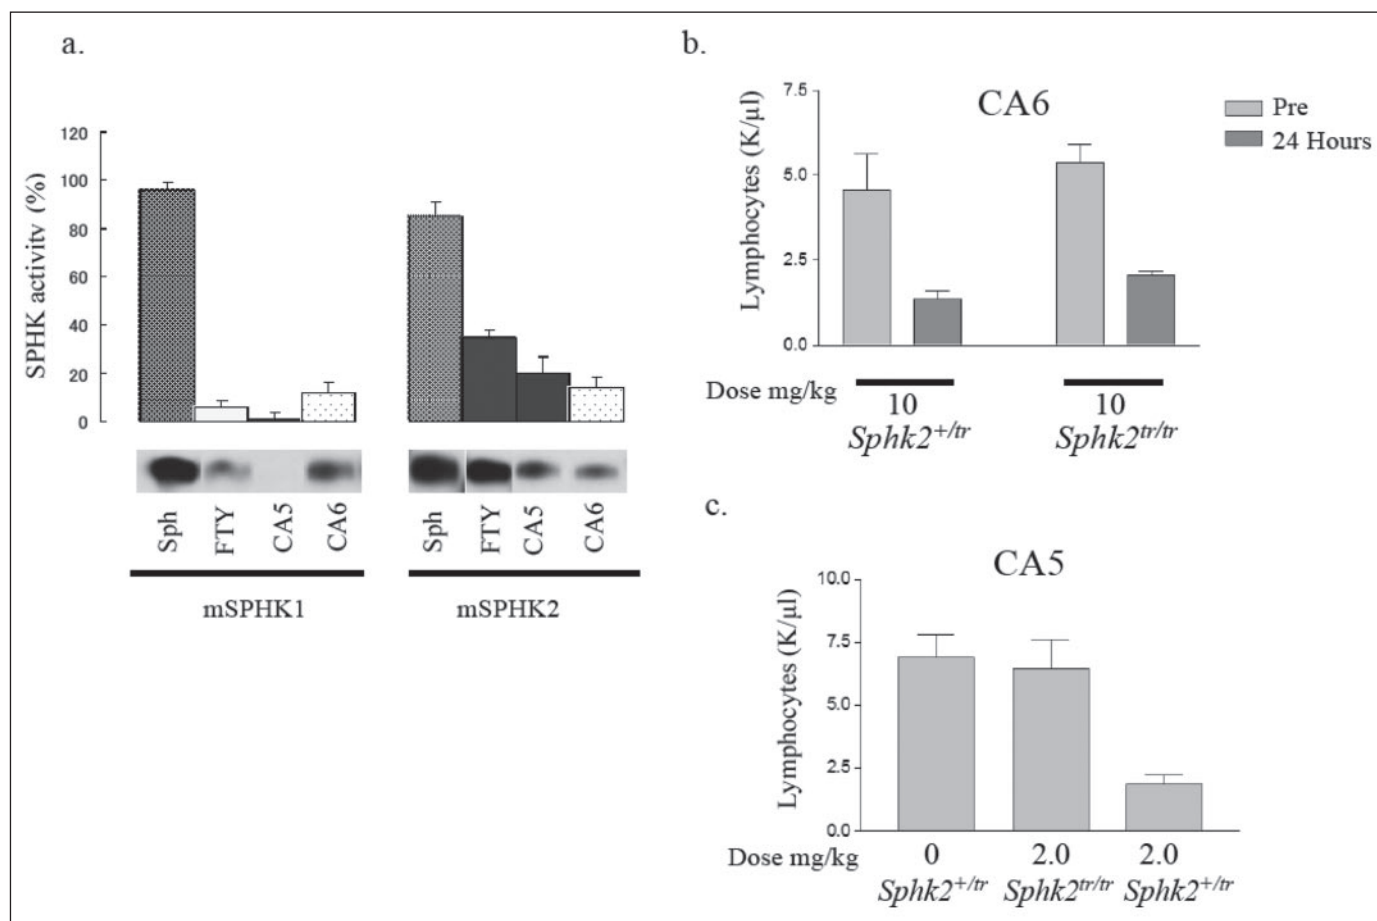 a.
SPHK activity (%)
120
100
80
60
40
20
0
Sph
FTY
CA5
CA6
Sph
FTY
CA5
CA6
mSPHK1
mSPHK2
b.
CA6
Pre
24 Hours
Lymphocytes (K/µl)
7.5
5.0
2.5
0.0
Dose mg/kg
10
10
Sphk2+/tr
Sphk2tr/tr
c.
CA5
Lymphocytes (K/µl)
10.0
7.5
5.0
2.5
0.0
Dose mg/kg
0
2.0
2.0
Sphk2+/tr
Sphk2tr/tr
Sphk2+/tr